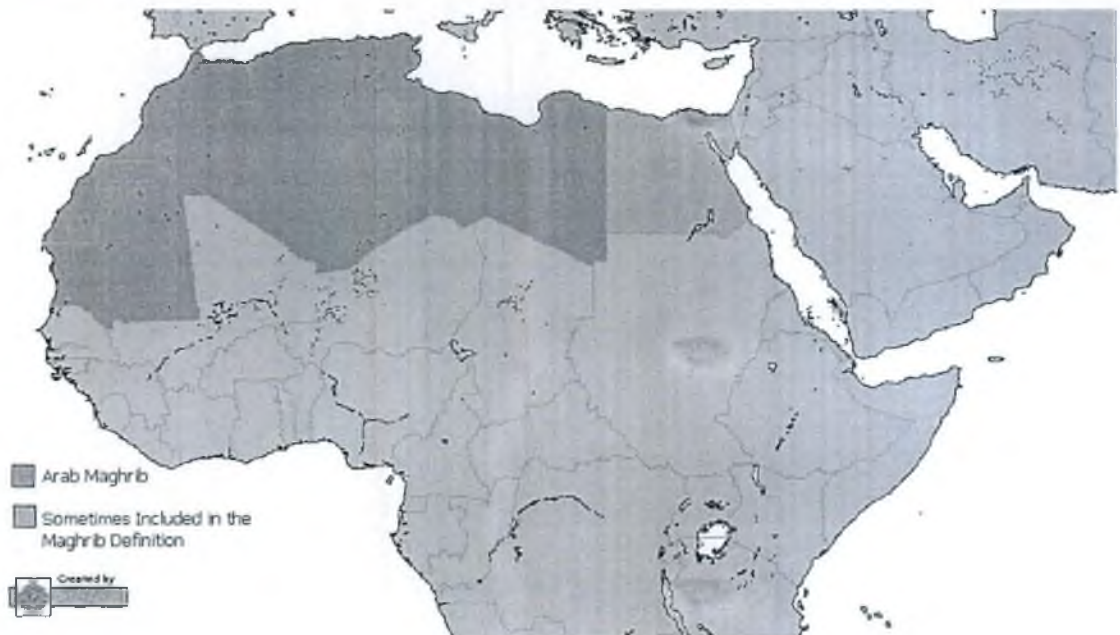 Arab Maghrib
Sometimes Included in the
Maghrib Definition
Created by